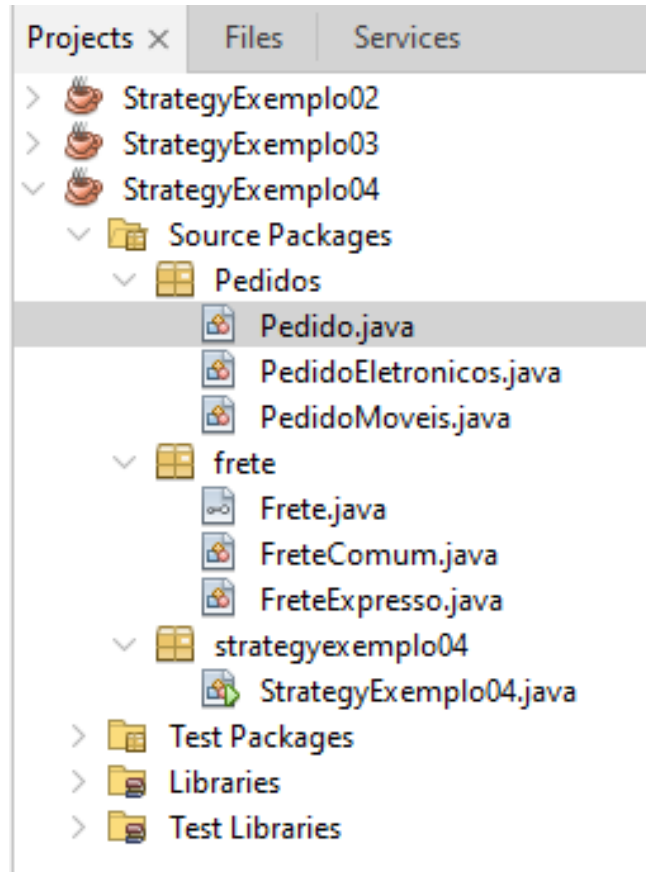 Projects Files Services
StrategyExemplo02
StrategyExemplo03
StrategyExemplo04
Source Packages
Pedidos
Pedido.java
PedidoEletronicos.java
PedidoMoveis.java
frete
Frete.java
FreteComum.java
FreteExpresso.java
strategyexemplo04
StrategyExemplo04.java
Test Packages
Libraries
Test Libraries